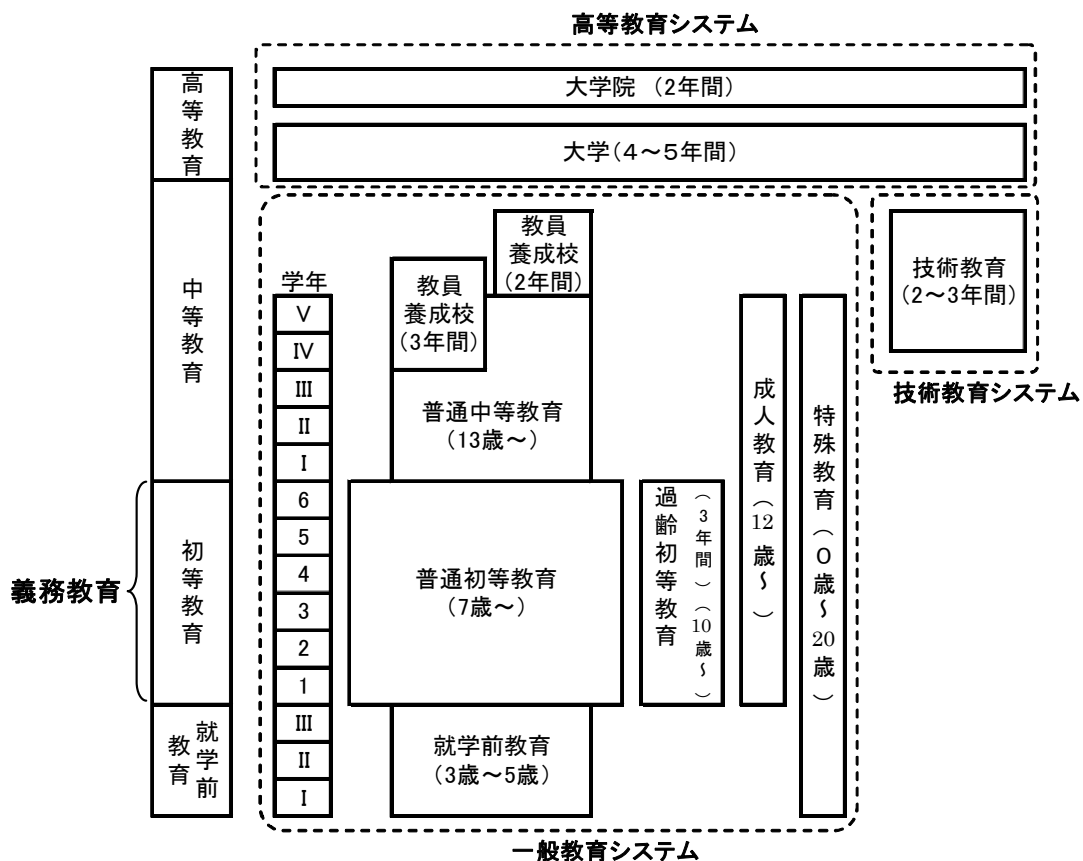 高等教育システム
高等教育
大学院 （2年間）
大学（4～5年間）
中等教育
学年
V
IV
III
II
I
教員
養成校
（2年間）
教員
養成校
（3年間）
普通中等教育
（13歳～）
技術教育
（2～3年間）
技術教育システム
成人教育（12歳～）
特殊教育（０歳～20歳）
義務教育
初等教育
6
5
4
3
2
1
普通初等教育
（7歳～）
過齢初等教育
（3年間）（10歳～）
就学前
教育
III
II
I
就学前教育
（3歳～5歳）
一般教育システム